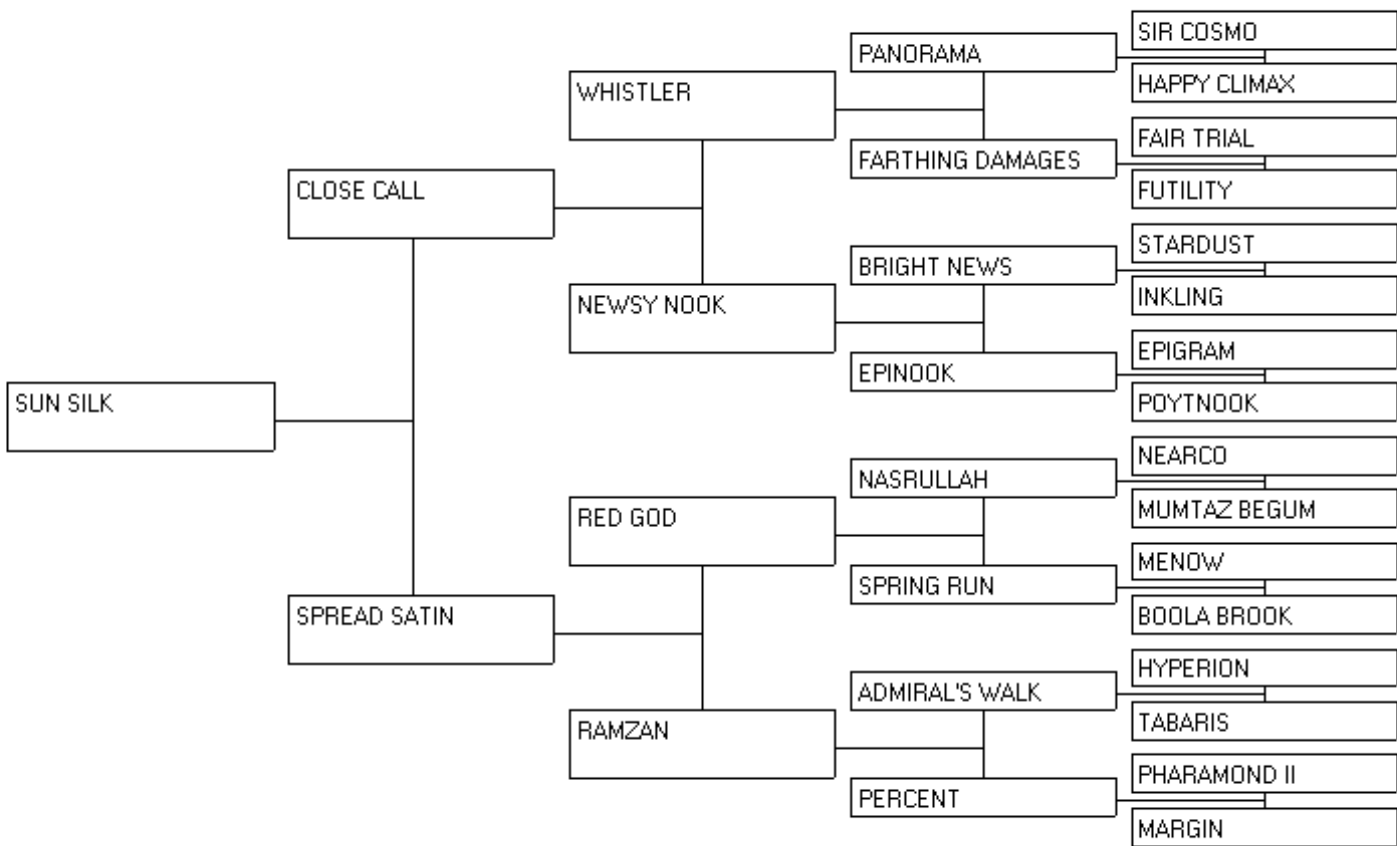 SIR COSMO
PANORAMA
HAPPY CLIMAX
WHISTLER
FAIR TRIAL
FARTHING DAMAGES
FUTILITY
CLOSE CALL
STARDUST
BRIGHT NEWS
INKLING
NEWSY NOOK
EPIGRAM
EPINOOK
POYTNOOK
SUN SILK
NEARCO
NASRULLAH
MUMTAZ BEGUM
RED GOD
MENOW
SPRING RUN
BOOLA BROOK
SPREAD SATIN
HYPERION
ADMIRAL'S WALK
TABARIS
RAMZAN
PHARAMOND II
PERCENT
MARGIN